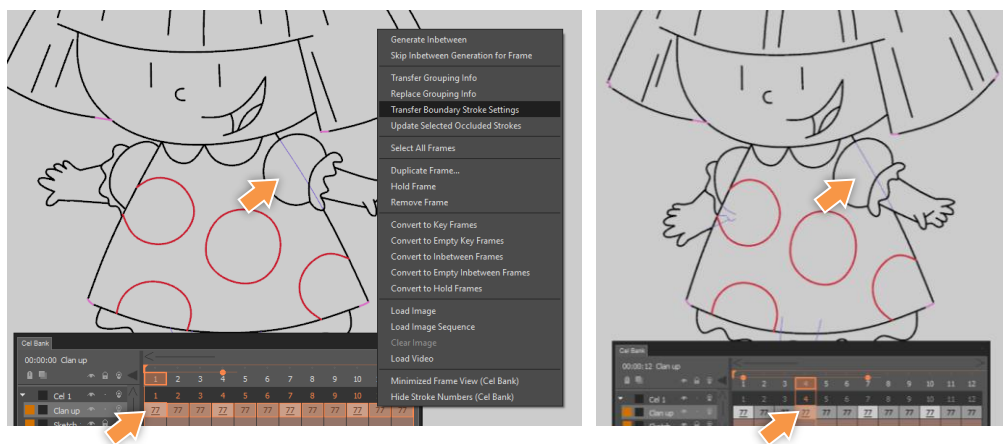 Generate Inbetween
Skip Inbetween Generation for Frame
Transfer Grouping Info
Replace Grouping Info
Transfer Boundary Stroke Settings
Update Selected Occluded Strokes
Select All Frames
Duplicate Frame...
Hold Frame
Remove Frame
Convert to Key Frames
Convert to Empty Key Frames
Convert to Inbetween Frames
Convert to Empty Inbetween Frames
Convert to Hold Frames
Load Image
Load Image Sequence
Clear Image
Load Video
Minimized Frame View (Cel Bank)
Hide Stroke Numbers (Cel Bank)
Cel Bank
00:00:00 Clan up
1 2 3 4 5 6 7 8 9 10
Cel 1 1 2 3 4 5 6 7 8 9 10
Clan up 77 77 77 77 77 77 77 77 77 77
Sketch
Cel Bank
00:00:12 Clan up
1 2 3 4 5 6 7 8 9 10 11 12
Cel 1 1 2 3 4 5 6 7 8 9 10 11 12
Clan up 77 77 77 77 77 77 77 77 77 77 77 77